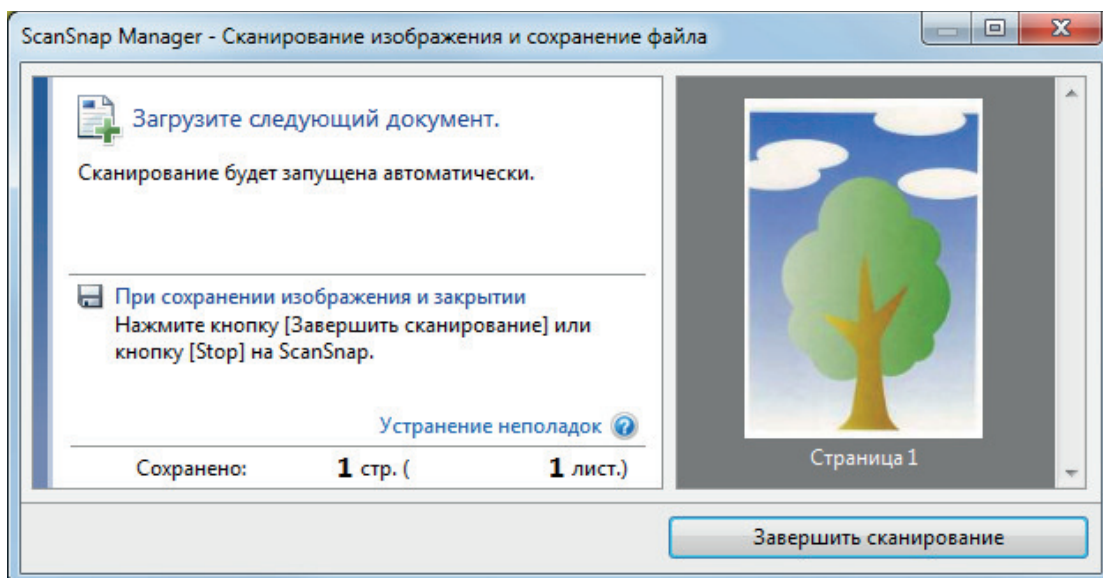 ScanSnap Manager - Сканирование изображения и сохранение файла
Загрузите следующий документ.
Сканирование будет запущена автоматически.
При сохранении изображения и закрытии
Нажмите кнопку [Завершить сканирование] или
кнопку [Stop] на ScanSnap.
Устранение неполадок
Сохранено: 1 стр. ( 1 лист.)
Страница 1
Завершить сканирование